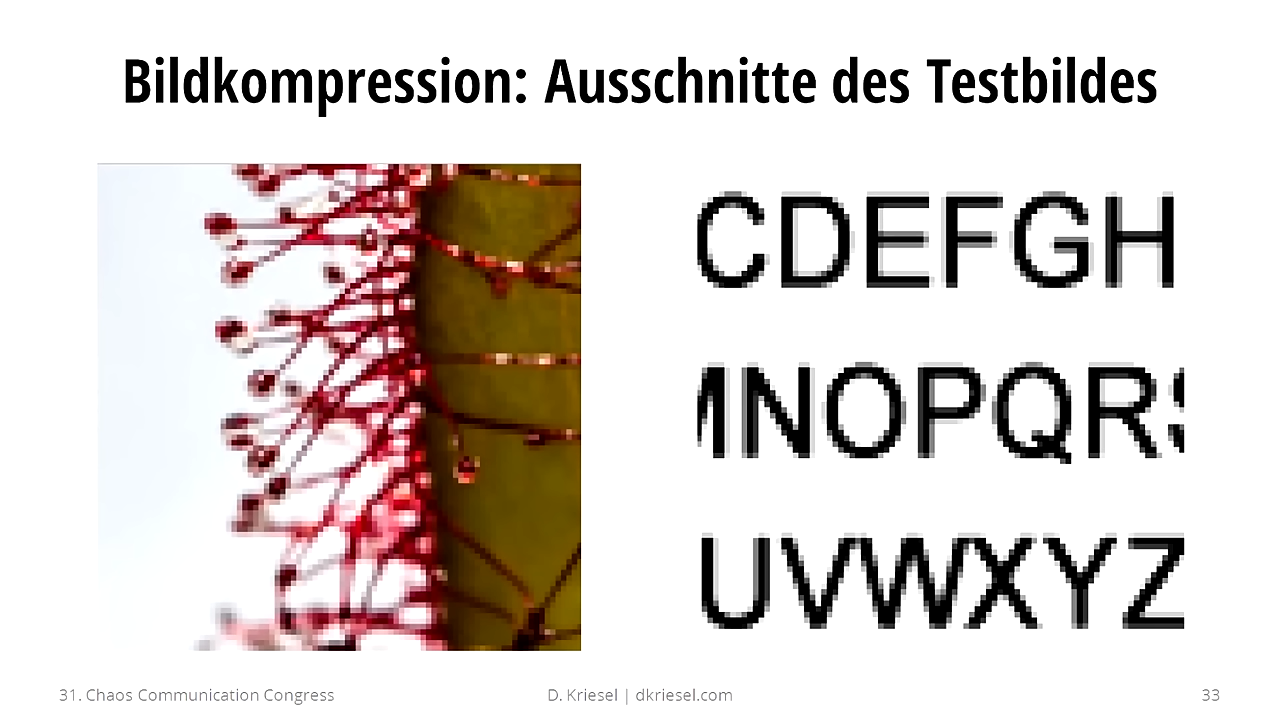 Bildkompression: Ausschnitte des Testbildes
CDEFGH
MNOPQRS
UVWXYZ
31. Chaos Communication Congress
D. Kriesel | dkriesel.com
33